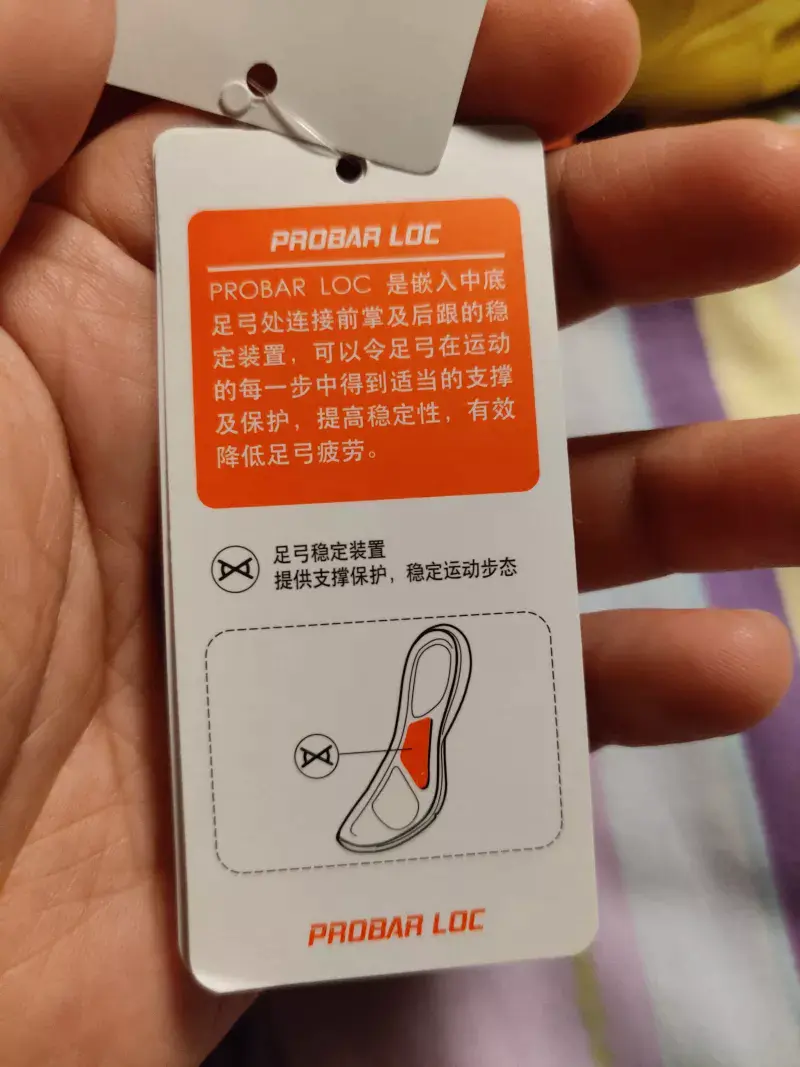 PROBAR LOC
PROBAR LOC 是嵌入中底
足弓处连接前掌及后跟的稳
定装置，可以令足弓在运动
的每一步中得到适当的支撑
及保护，提高稳定性，有效
降低足弓疲劳。
足弓稳定装置
提供支撑保护，稳定运动步态
PROBAR LOC